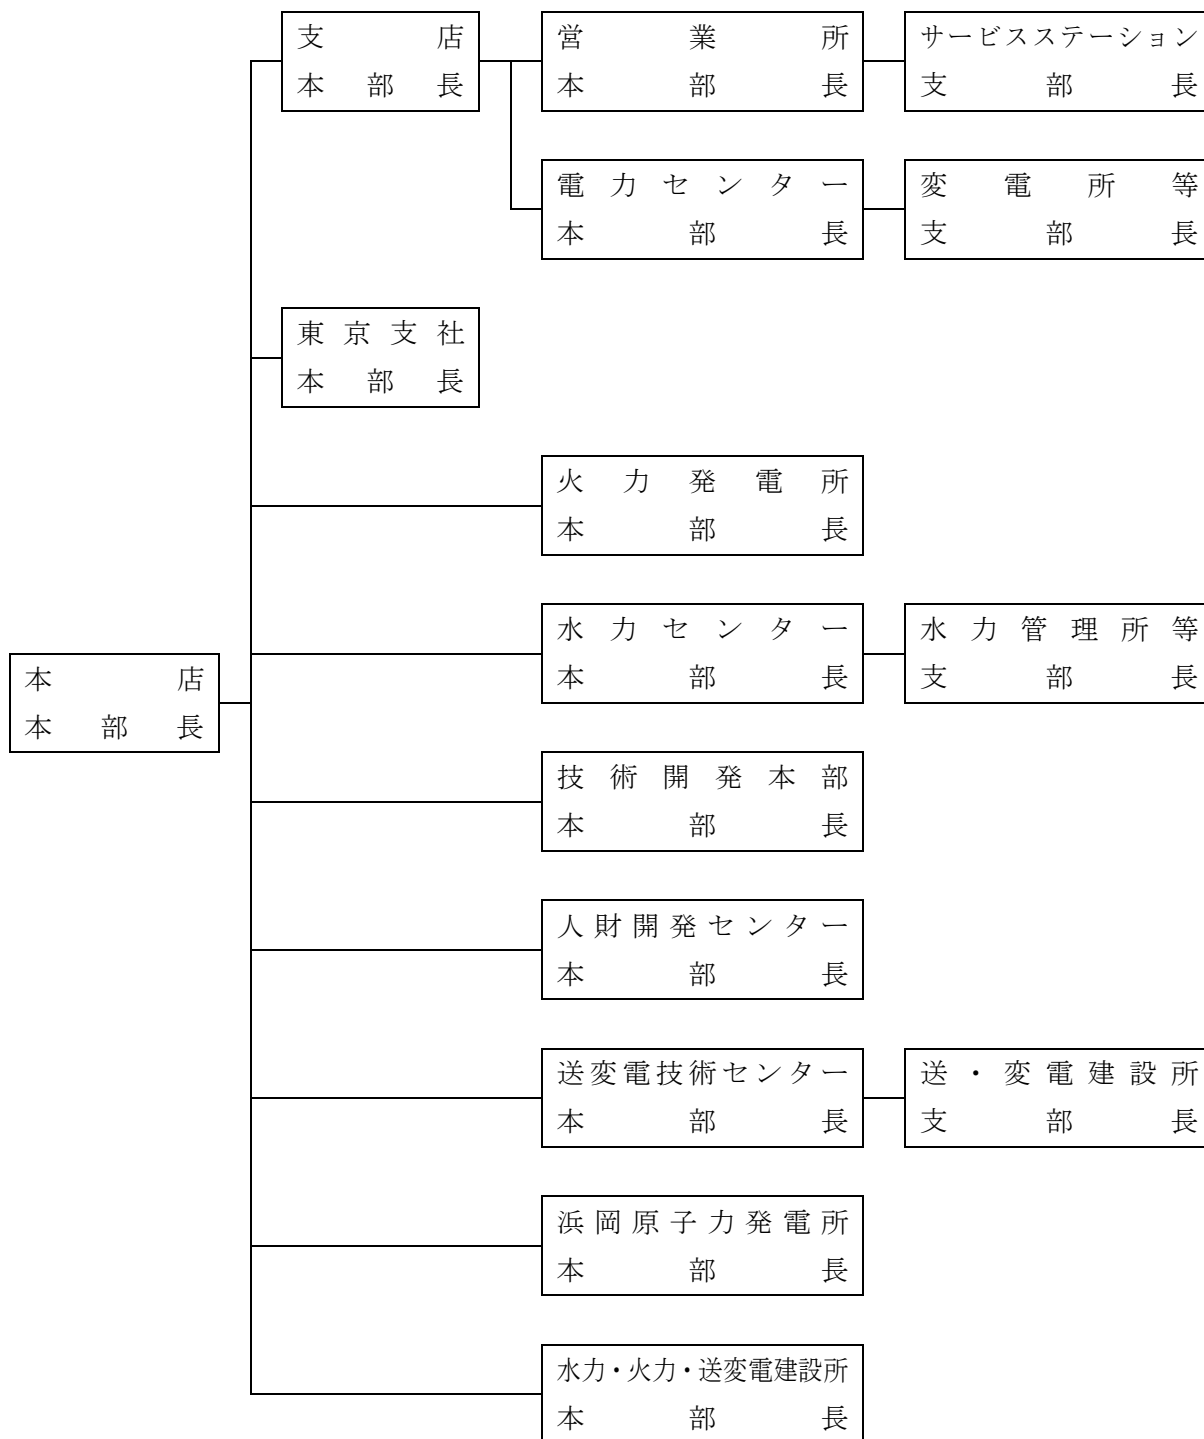 支店
本部長
営業所
本部長
サービスステーション
支部長
電力センター
本部長
変電所等
支部長
東京支社
本部長
火力発電所
本部長
水力センター
本部長
水力管理所等
支部長
本店
本部長
技術開発本部
本部長
人財開発センター
本部長
送変電技術センター
本部長
送・変電建設所
支部長
浜岡原子力発電所
本部長
水力・火力・送変電建設所
本部長